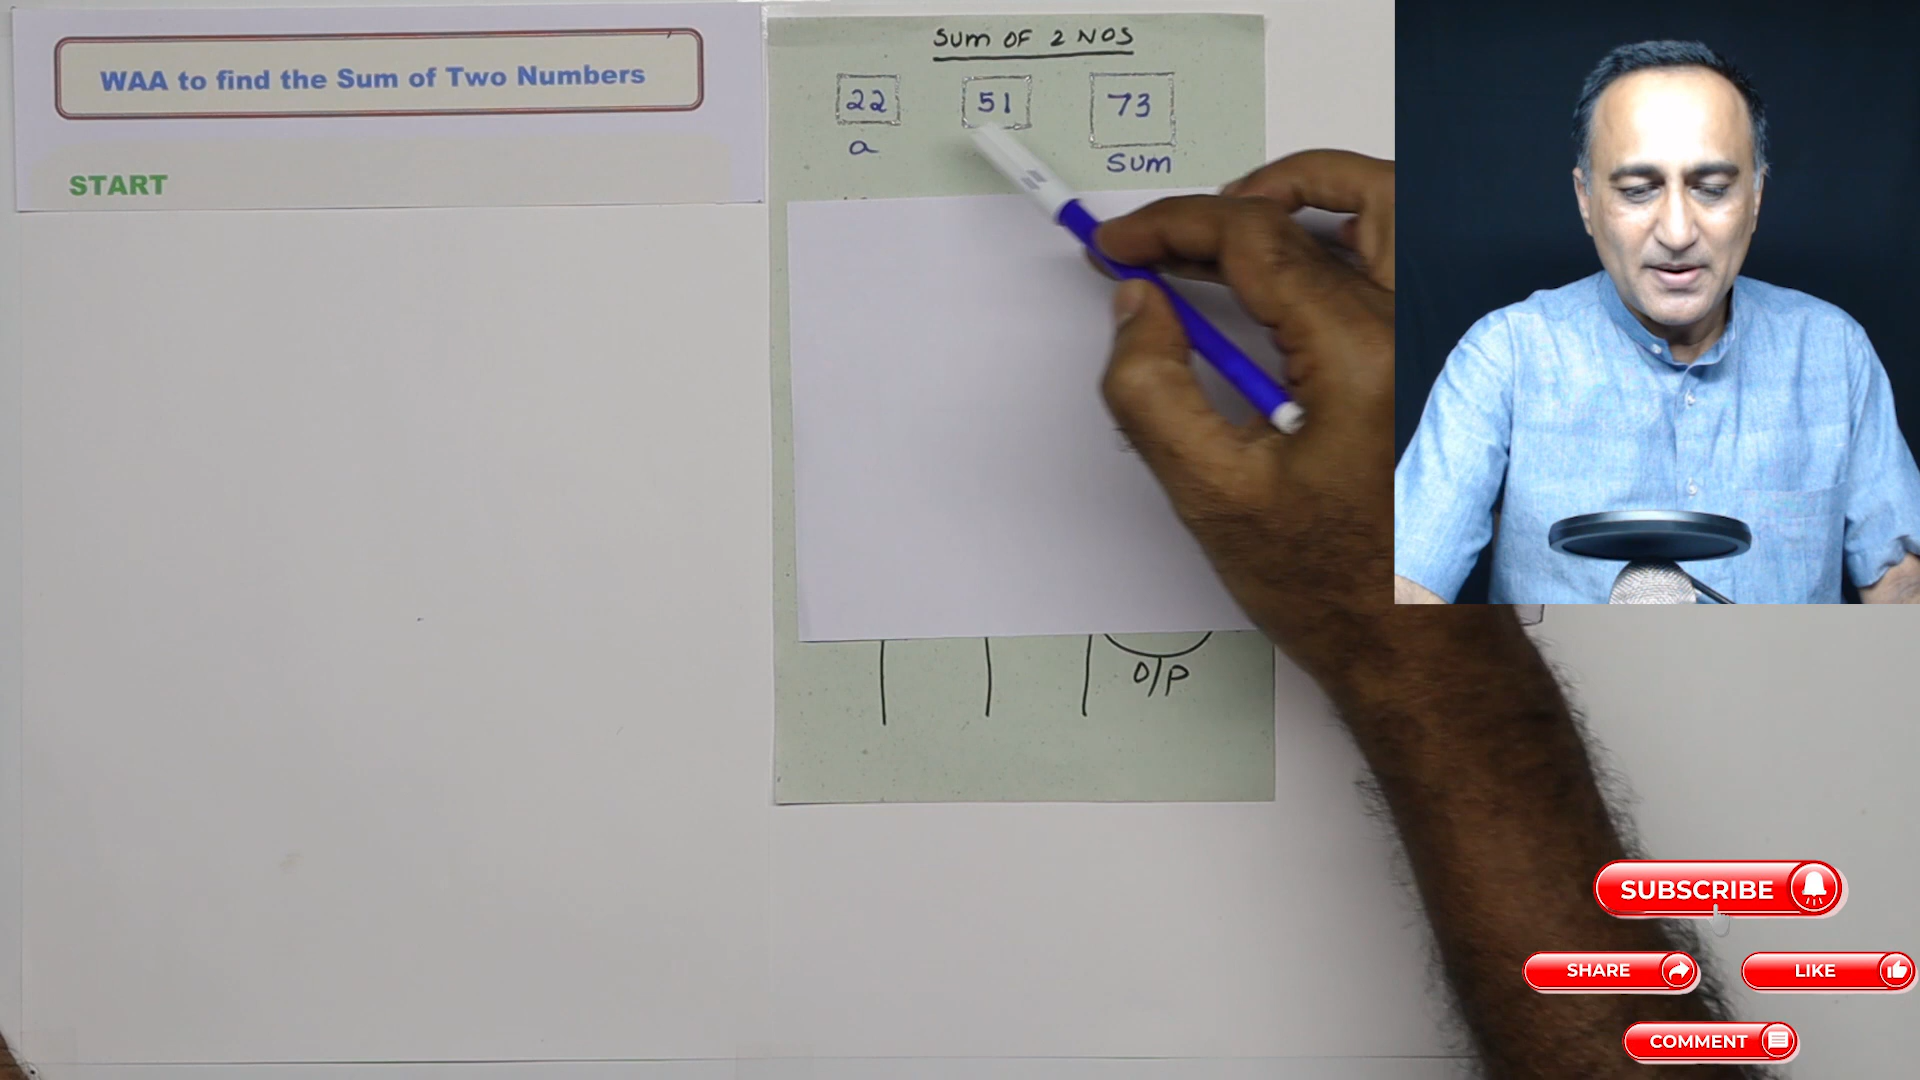 WAA to find the Sum of Two Numbers
START
SUM OF 2 NOS
22 51 73
a
SUM
O/P
SUBSCRIBE
SHARE
LIKE
COMMENT